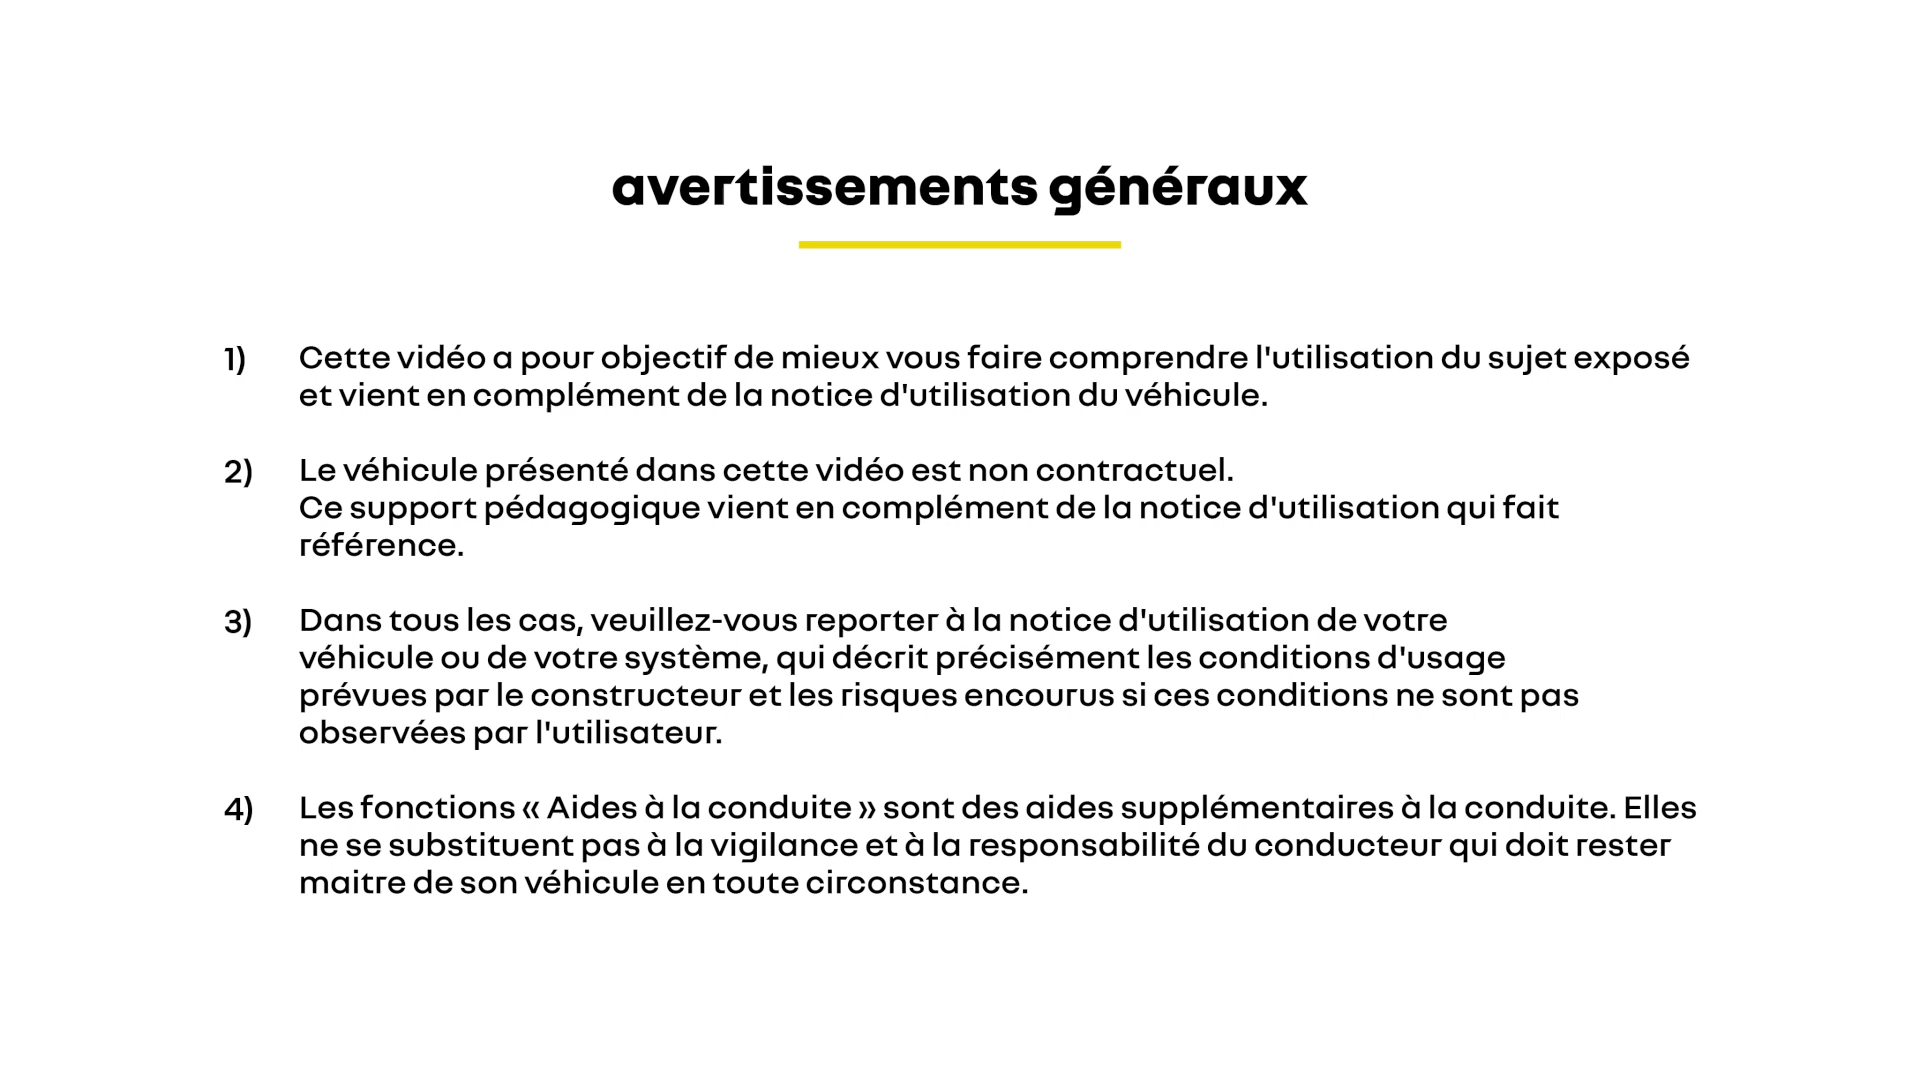 avertissements généraux
1) Cette vidéo a pour objectif de mieux vous faire comprendre l'utilisation du sujet exposé
et vient en complément de la notice d'utilisation du véhicule.
2) Le véhicule présenté dans cette vidéo est non contractuel.
Ce support pédagogique vient en complément de la notice d'utilisation qui fait
référence.
3) Dans tous les cas, veuillez-vous reporter à la notice d'utilisation de votre
véhicule ou de votre système, qui décrit précisément les conditions d'usage
prévues par le constructeur et les risques encourus si ces conditions ne sont pas
observées par l'utilisateur.
4) Les fonctions « Aides à la conduite » sont des aides supplémentaires à la conduite. Elles
ne se substituent pas à la vigilance et à la responsabilité du conducteur qui doit rester
maitre de son véhicule en toute circonstance.